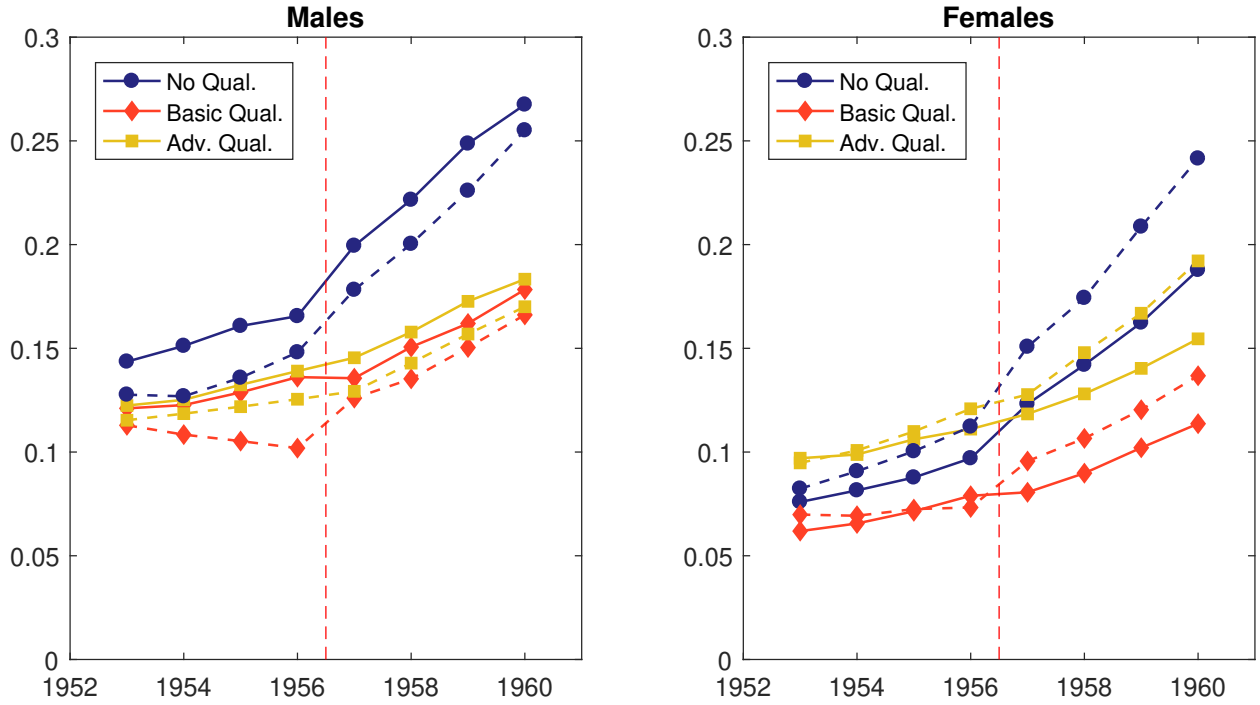 Males
0.3
0.25
0.2
0.15
0.1
0.05
0
No Qual.
Basic Qual.
Adv. Qual.
1952 1954 1956 1958 1960
Females
0.3
0.25
0.2
0.15
0.1
0.05
0
No Qual.
Basic Qual.
Adv. Qual.
1952 1954 1956 1958 1960